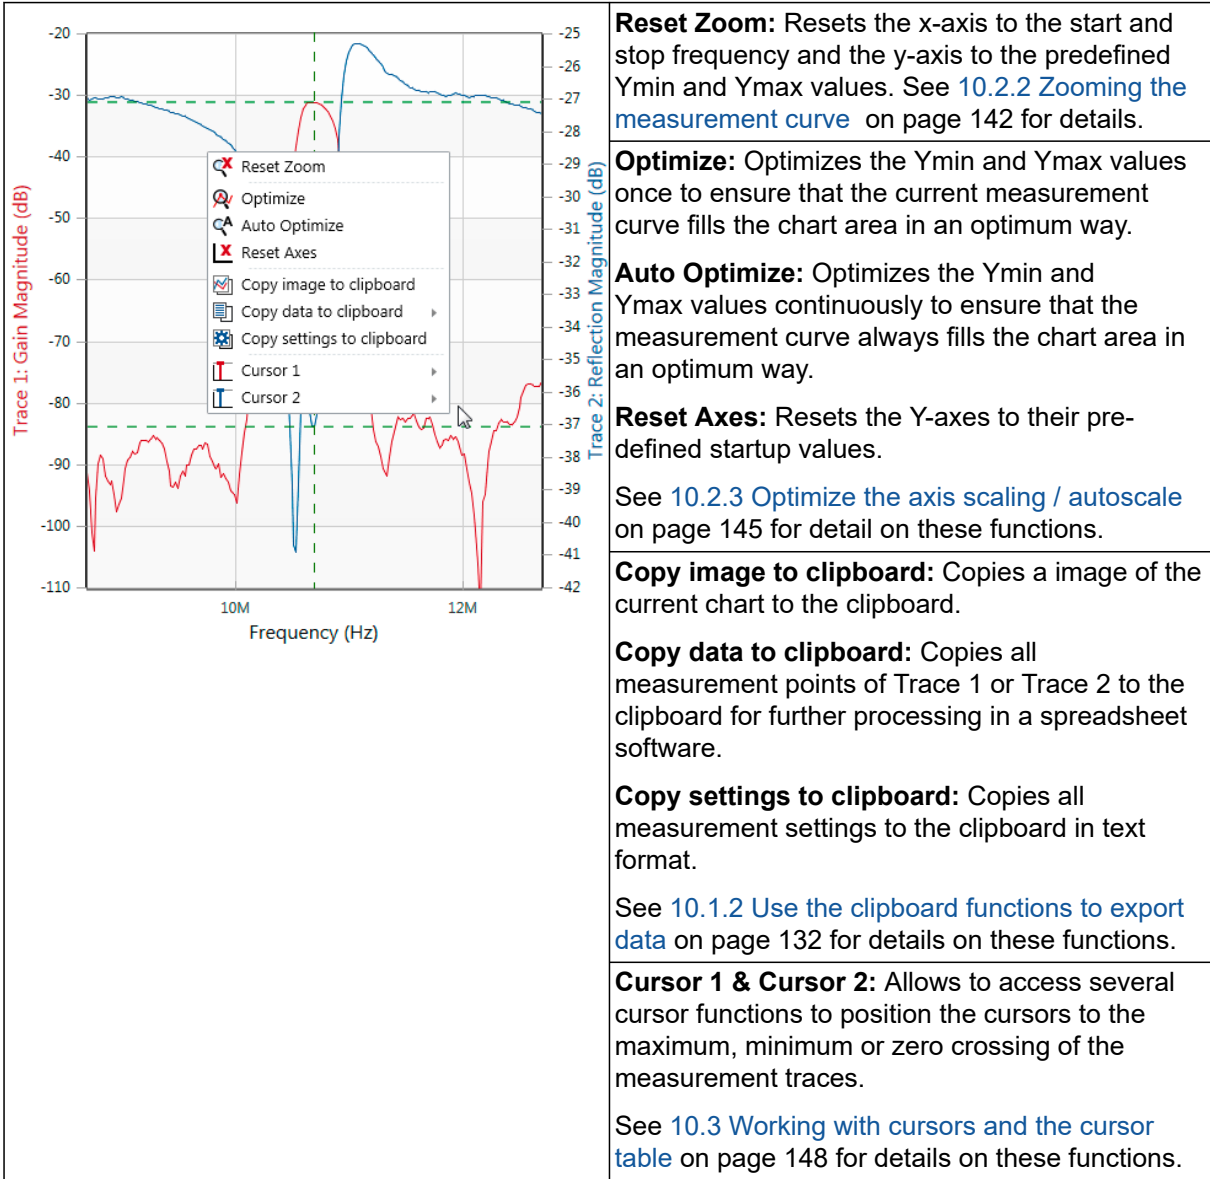 -20
-30
-40
-50
-60
-70
-80
-90
-100
-110
Trace 1: Gain Magnitude (dB)
Reset Zoom
Optimize
Auto Optimize
Reset Axes
Copy image to clipboard
Copy data to clipboard
Copy settings to clipboard
Cursor 1
Cursor 2
10M
12M
Frequency (Hz)
-25
-26
-27
-28
-29
-30
-31
-32
-33
-34
-35
-36
-37
-38
-39
-40
-41
-42
Trace 2: Reflection Magnitude (dB)
Reset Zoom: Resets the x-axis to the start and
stop frequency and the y-axis to the predefined
Ymin and Ymax values. See 10.2.2 Zooming the
measurement curve on page 142 for details.
Optimize: Optimizes the Ymin and Ymax values
once to ensure that the current measurement
curve fills the chart area in an optimum way.
Auto Optimize: Optimizes the Ymin and
Ymax values continuously to ensure that the
measurement curve always fills the chart area in
an optimum way.
Reset Axes: Resets the Y-axes to their pre-
defined startup values.
See 10.2.3 Optimize the axis scaling / autoscale
on page 145 for detail on these functions.
Copy image to clipboard: Copies a image of the
current chart to the clipboard.
Copy data to clipboard: Copies all
measurement points of Trace 1 or Trace 2 to the
clipboard for further processing in a spreadsheet
software.
Copy settings to clipboard: Copies all
measurement settings to the clipboard in text
format.
See 10.1.2 Use the clipboard functions to export
data on page 132 for details on these functions.
Cursor 1 & Cursor 2: Allows to access several
cursor functions to position the cursors to the
maximum, minimum or zero crossing of the
measurement traces.
See 10.3 Working with cursors and the cursor
table on page 148 for details on these functions.